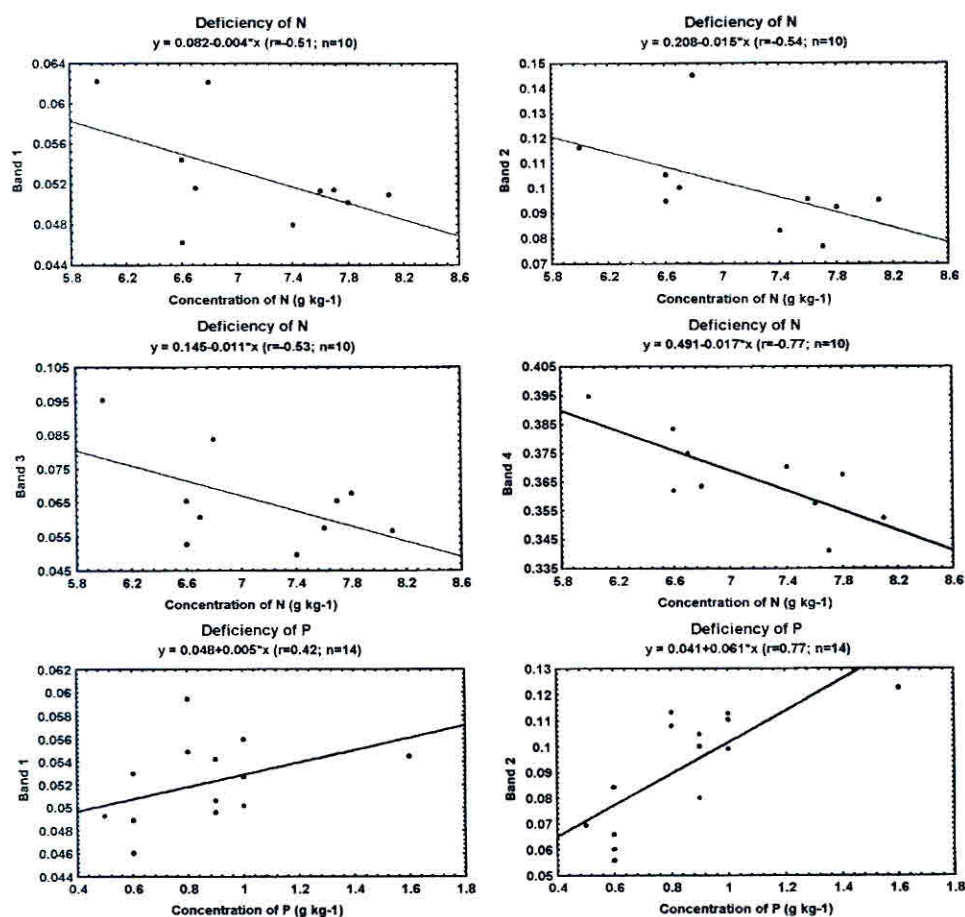 Deficiency of N
y = 0.082-0.004*x (r=-0.51; n=10)
0.064
0.06
0.056
0.052
0.048
0.044
Band 1
5.8 6.2 6.6 7 7.4 7.8 8.2 8.6
Concentration of N (g kg-1)
Deficiency of N
y = 0.208-0.015*x (r=-0.54; n=10)
0.15
0.14
0.13
0.12
0.11
0.1
0.09
0.08
0.07
Band 2
5.8 6.2 6.6 7 7.4 7.8 8.2 8.6
Concentration of N (g kg-1)
Deficiency of N
y = 0.145-0.011*x (r=-0.53; n=10)
0.105
0.095
0.085
0.075
0.065
0.055
0.045
Band 3
5.8 6.2 6.6 7 7.4 7.8 8.2 8.6
Concentration of N (g kg-1)
Deficiency of N
y = 0.491-0.017*x (r=-0.77; n=10)
0.405
0.395
0.385
0.375
0.365
0.355
0.345
0.335
Band 4
5.8 6.2 6.6 7 7.4 7.8 8.2 8.6
Concentration of N (g kg-1)
Deficiency of P
y = 0.048+0.005*x (r=0.42; n=14)
0.062
0.06
0.058
0.056
0.054
0.052
0.05
0.048
0.046
0.044
Band 1
0.4 0.6 0.8 1 1.2 1.4 1.6 1.8
Concentration of P (g kg-1)
Deficiency of P
y = 0.041+0.061*x (r=0.77; n=14)
0.13
0.12
0.11
0.1
0.09
0.08
0.07
0.06
0.05
Band 2
0.4 0.6 0.8 1 1.2 1.4 1.6 1.8
Concentration of P (g kg-1)